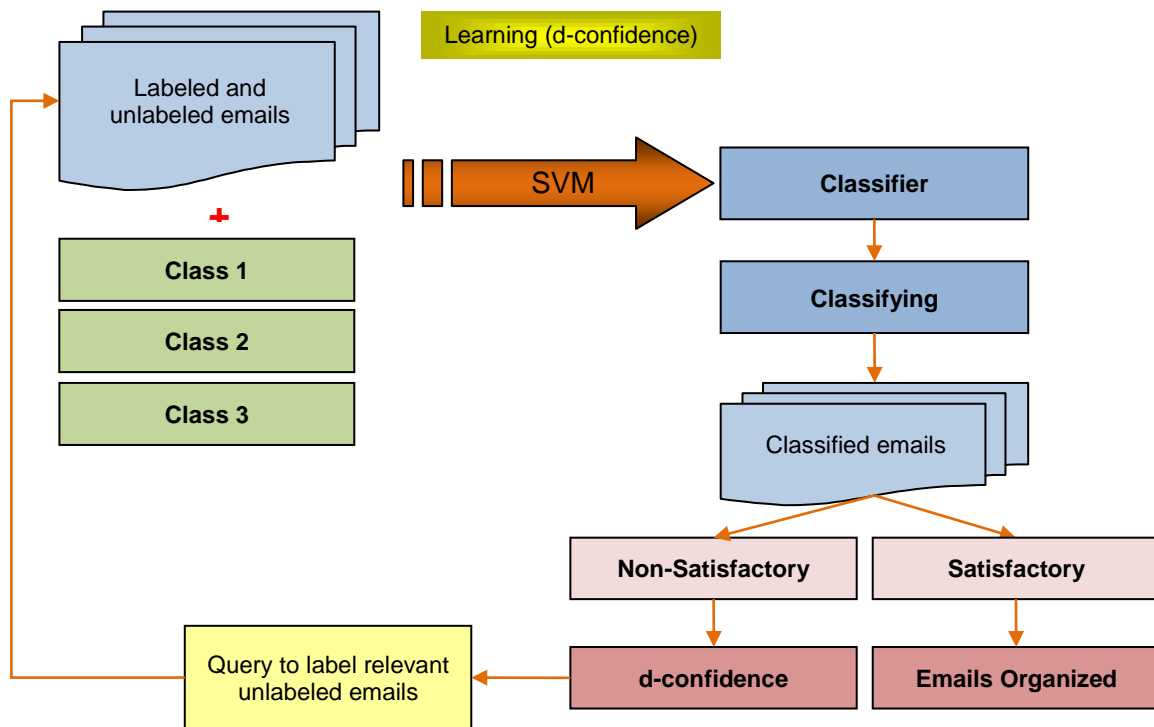 Learning (d-confidence)
Labeled and
unlabeled emails
SVM
Classifier
+
Class 1
Classifying
Class 2
Class 3
Classified emails
Non-Satisfactory
Satisfactory
Query to label relevant
unlabeled emails
d-confidence
Emails Organized